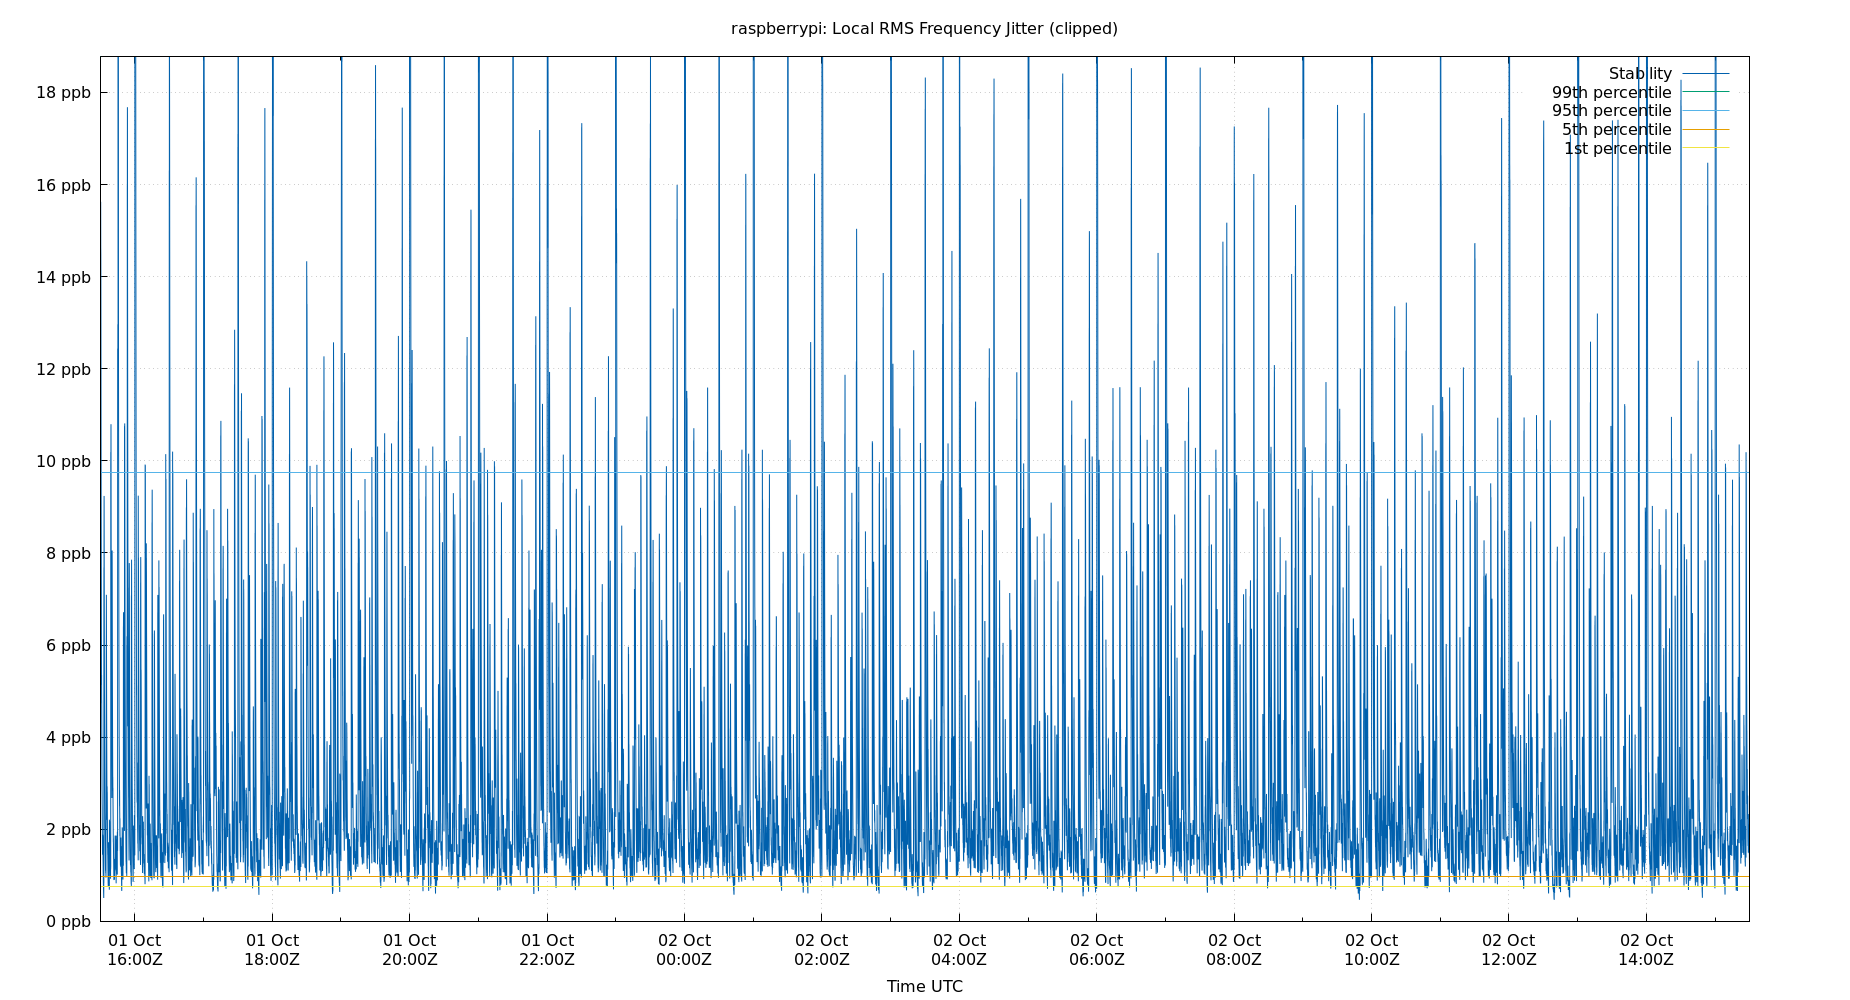 raspberrypi: Local RMS Frequency Jitter (clipped)
Stability
99th percentile
95th percentile
5th percentile
1st percentile
18 ppb
16 ppb
14 ppb
12 ppb
10 ppb
8 ppb
6 ppb
4 ppb
2 ppb
0 ppb
01 Oct 01 Oct 01 Oct 01 Oct 02 Oct 02 Oct 02 Oct 02 Oct 02 Oct 02 Oct 02 Oct 02 Oct
16:00Z 18:00Z 20:00Z 22:00Z 00:00Z 02:00Z 04:00Z 06:00Z 08:00Z 10:00Z 12:00Z 14:00Z
Time UTC